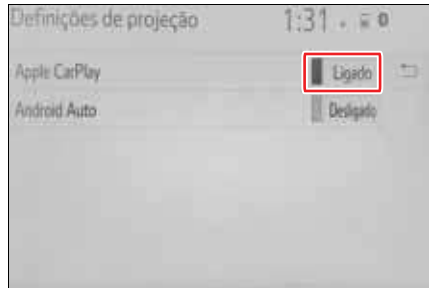 Definições de projeção 1:31
Apple CarPlay Ligado
Android Auto Desligado